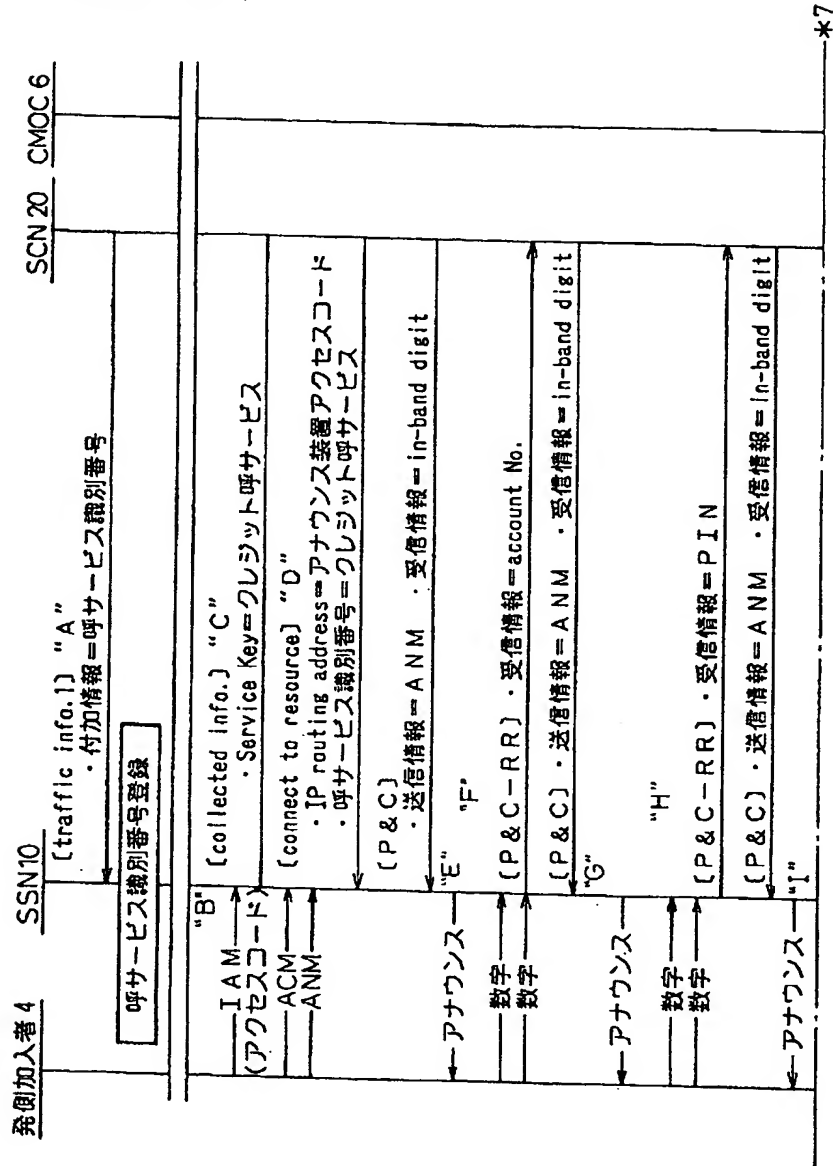 発側加入者 4
SSN10
SCN 20
CMOC 6
[traffic info.1] "A"
・付加情報=呼サービス識別番号
呼サービス識別番号登録
"B"
IAM
(アクセスコード)
[collected info.] "C"
・Service Key=クレジット呼サービス
ACM
ANM
[connect to resource] "D"
・IP routing address=アナウンス装置アクセスコード
・呼サービス識別番号=クレジット呼サービス
[P&C]
・送信情報=ANM ・受信情報=in-band digit
"E"
アナウンス
"F"
数字
数字
[P&C-RR]・受信情報=account No.
[P&C]・送信情報=ANM ・受信情報=in-band digit
"G"
アナウンス
"H"
数字
数字
[P&C-RR]・受信情報=PIN
[P&C]・送信情報=ANM ・受信情報=in-band digit
"I"
アナウンス
*7